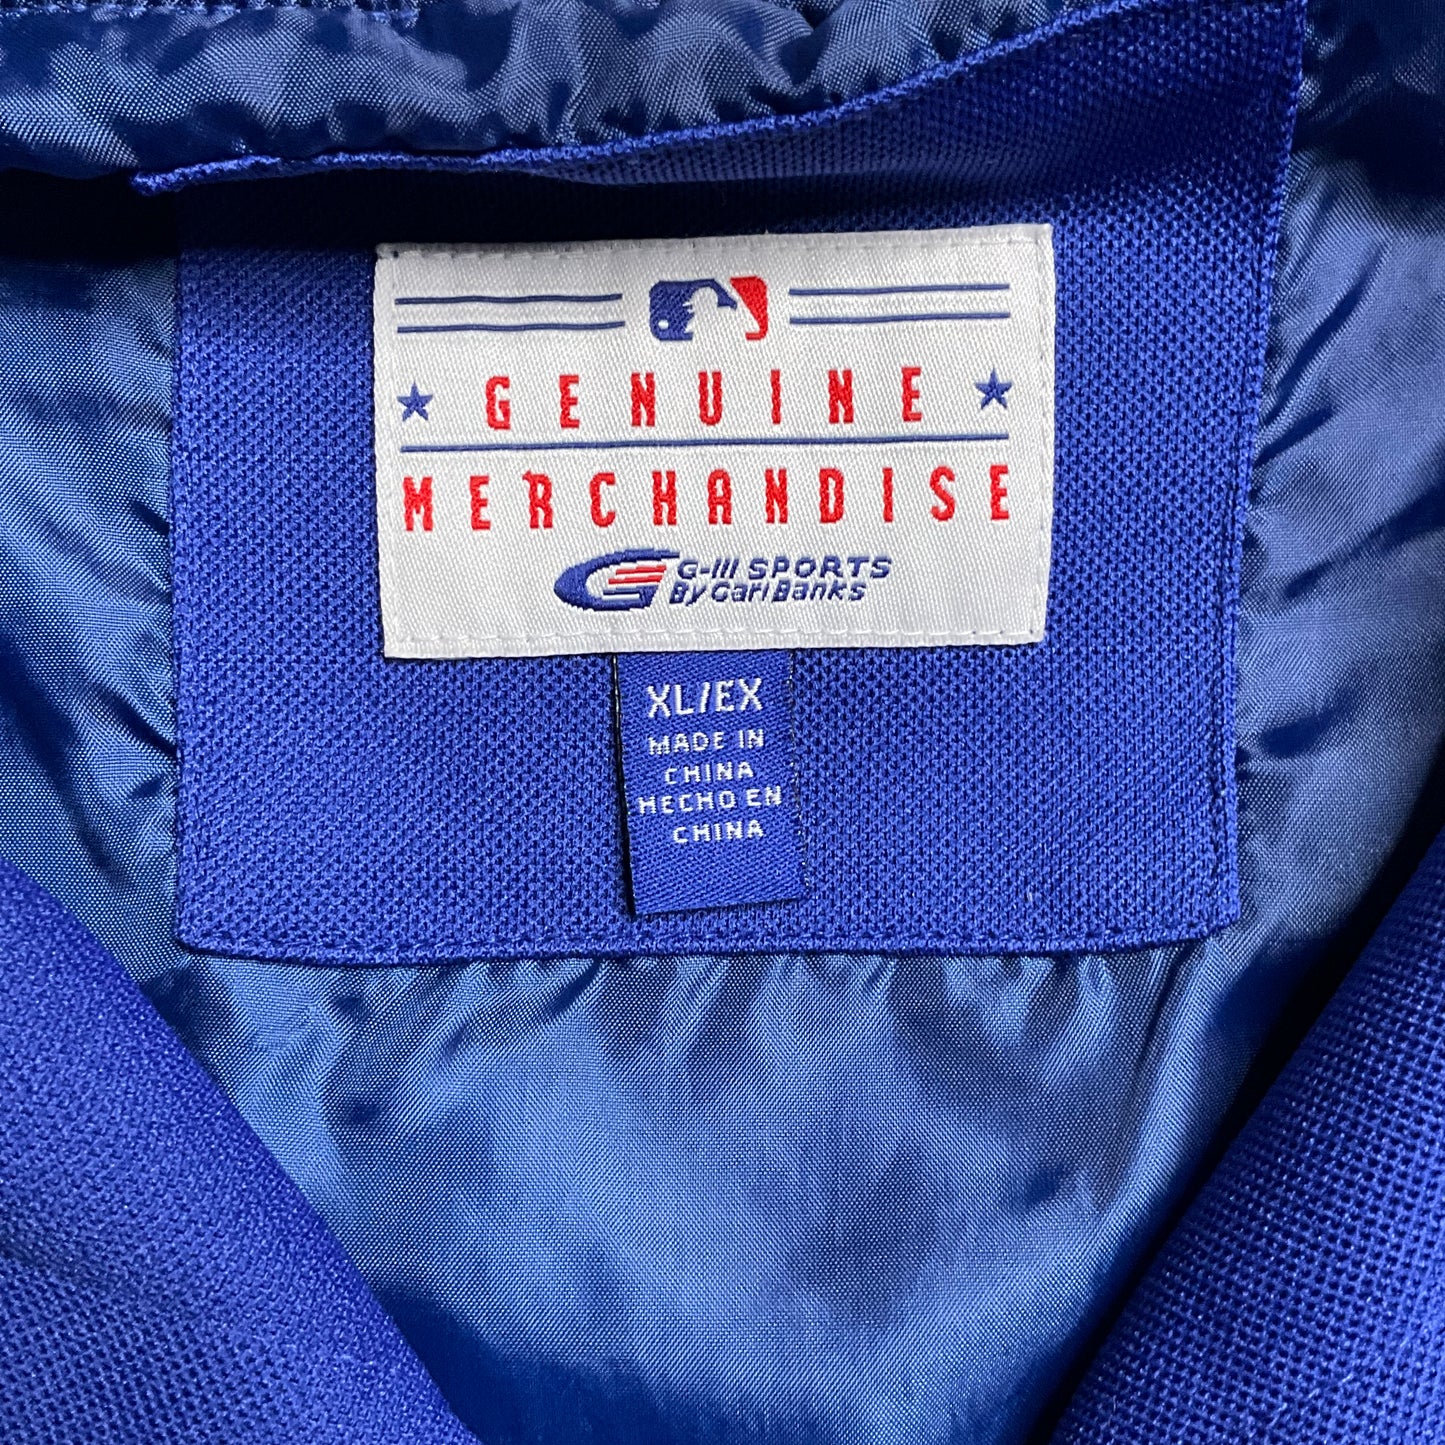 GENUINE
MERCHANDISE
G-III SPORTS
By Carl Banks
XL/EX
MADE IN
CHINA
HECHO EN
CHINA